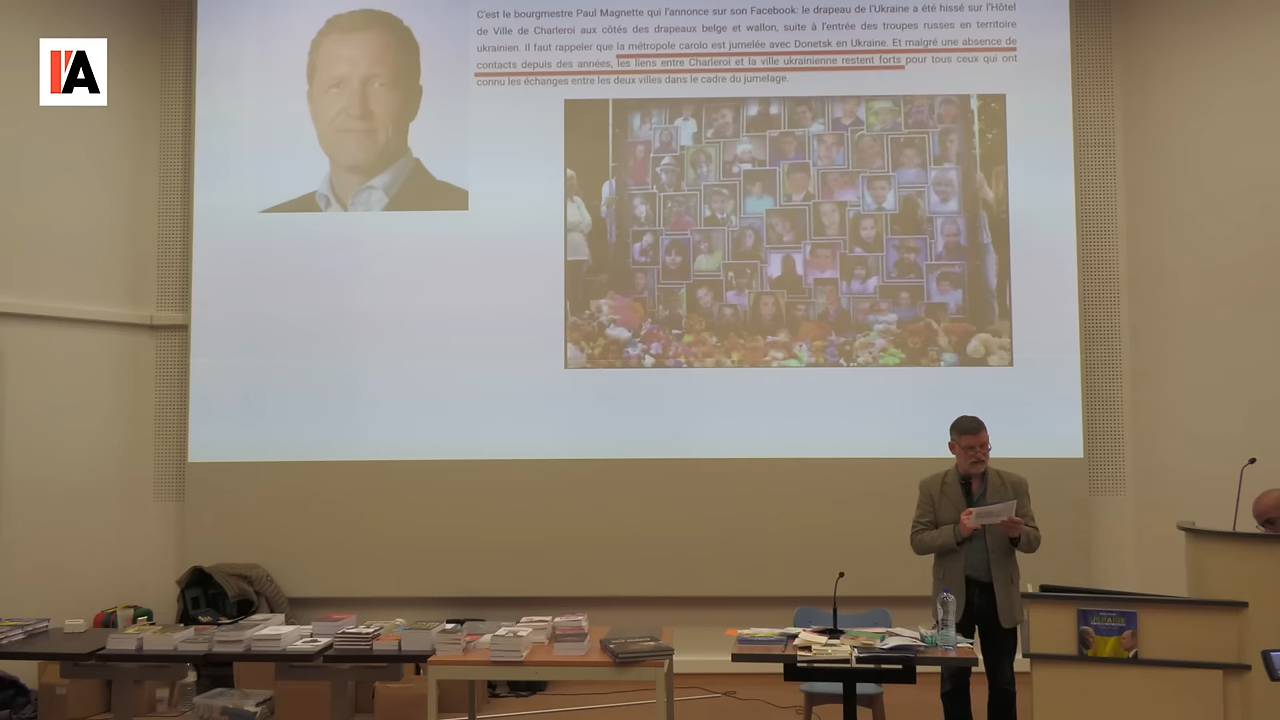 l'A
C'est le bourgmestre Paul Magnette qui l'annonce sur son Facebook: le drapeau de l'Ukraine a été hissé sur l'Hôtel
de Ville de Charleroi aux côtés des drapeaux belge et wallon, suite à l'entrée des troupes russes en territoire
ukrainien. Il faut rappeler que la métropole carolo est jumelée avec Donetsk en Ukraine. Et malgré une absence de
contacts depuis des années, les liens entre Charleroi et la ville ukrainienne restent forts pour tous ceux qui ont
connu les échanges entre les deux villes dans le cadre du jumelage.
UKRAINE